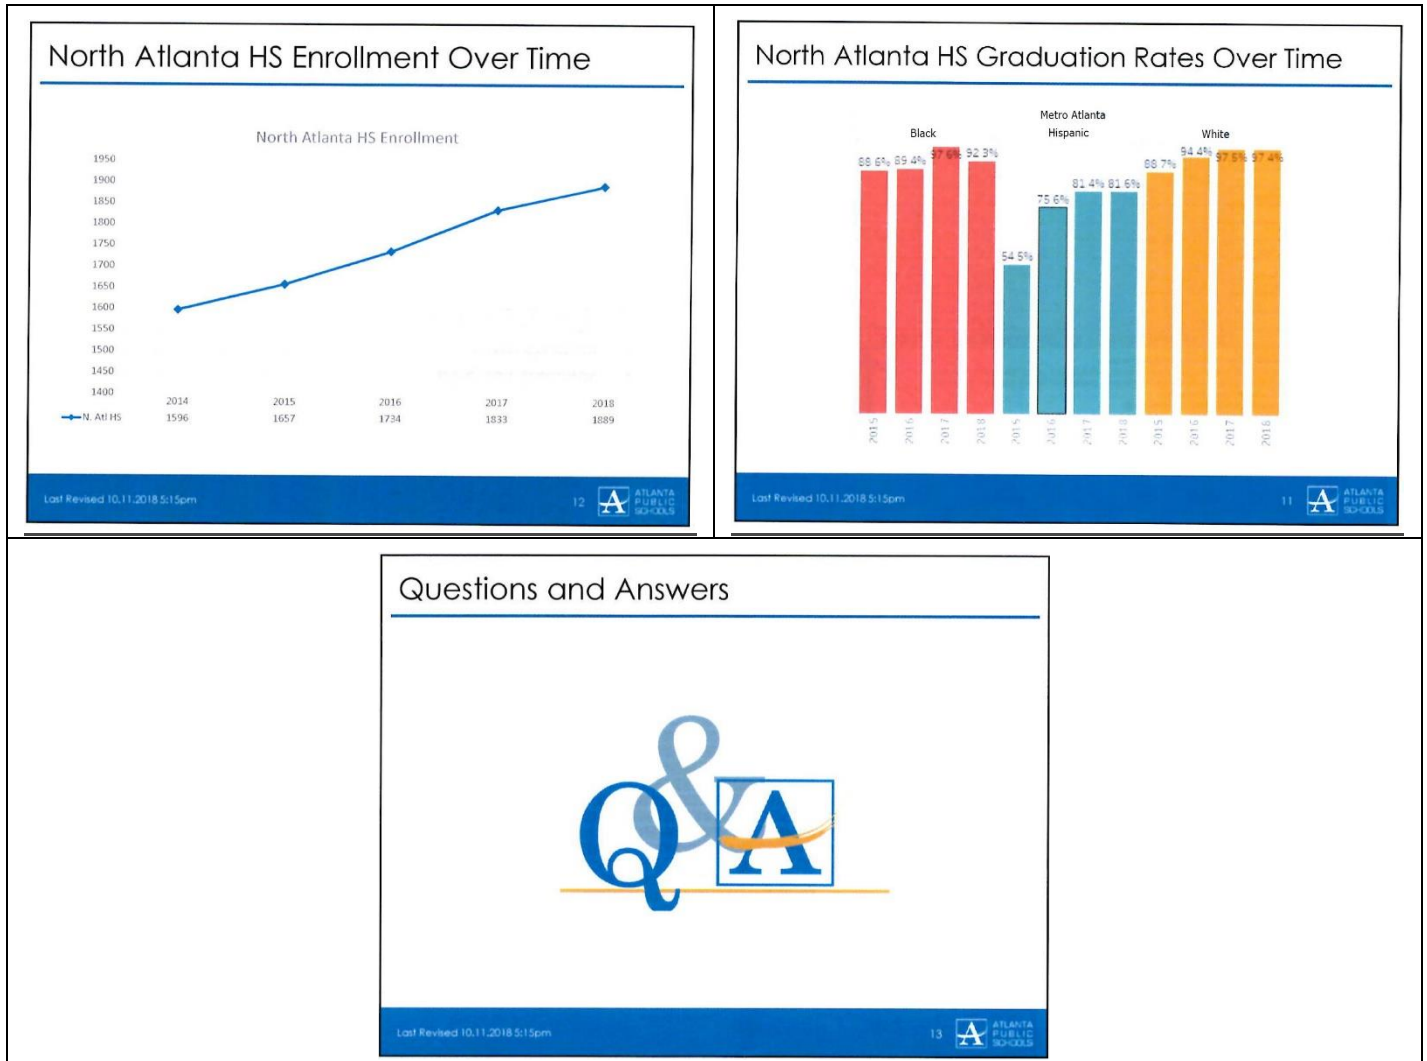 North Atlanta HS Enrollment Over Time
North Atlanta HS Enrollment
1950
1900
1850
1800
1750
1700
1650
1600
1550
1500
1450
1400
2014 2015 2016 2017 2018
N. Atl HS 1596 1657 1734 1833 1889
Last Revised 10.11.2018 5:15pm 12 A ATLANTA
PUBLIC
SCHOOLS
North Atlanta HS Graduation Rates Over Time
Metro Atlanta
Black Hispanic White
88 6% 89 4% 97 6% 92 3% 54 5% 75 6% 81 4% 81 6% 88 7% 94 4% 97 5% 97 4%
2015 2016 2017 2018 2015 2016 2017 2018 2015 2016 2017 2018
Last Revised 10.11.2018 5:15pm 11 A ATLANTA
PUBLIC
SCHOOLS
Questions and Answers
Q & A
Last Revised 10.11.2018 5:15pm 13 A ATLANTA
PUBLIC
SCHOOLS